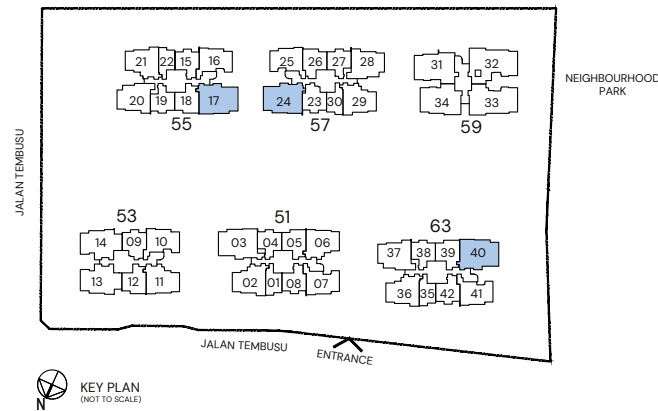 21 22 15 16
20 19 18 17
55
25 26 27 28
24 23 30 29
57
31 32
34 33
59
NEIGHBOURHOOD
PARK
JALAN TEMBUSU
53
14 09 10
13 12 11
51
03 04 05 06
02 01 08 07
63
37 38 39 40
36 35 42 41
JALAN TEMBUSU
ENTRANCE
N
KEY PLAN
(NOT TO SCALE)